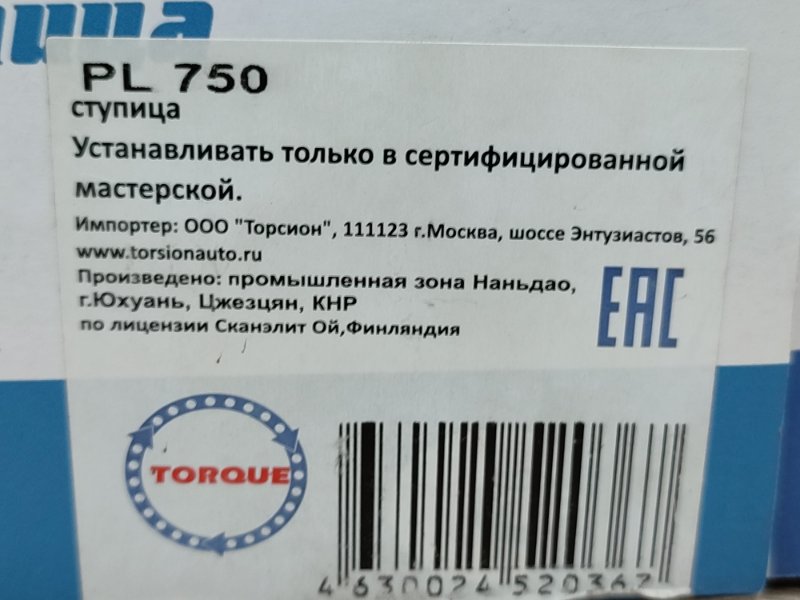 PL 750
ступица
Устанавливать только в сертифицированной
мастерской.
Импортер: ООО "Торсион", 111123 г.Москва, шоссе Энтузиастов, 56
www.torsionauto.ru
Произведено: промышленная зона Наньдао,
г.Юхуань, Цжезцян, КНР
по лицензии Сканэлит Ой,Финляндия
EAC
TORQUE
4 630024 520367